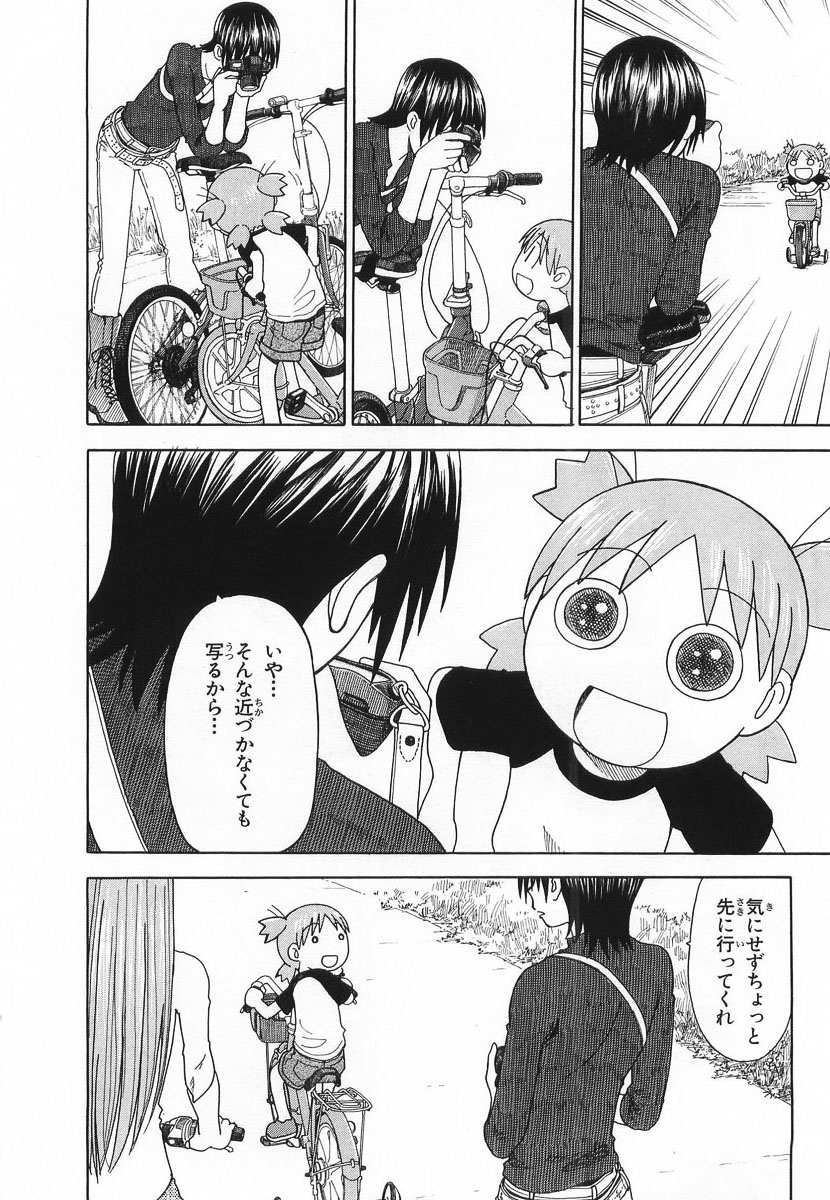 いや…
そんな近づかなくても
写るから…
気にせずちょっと
先に行ってくれ